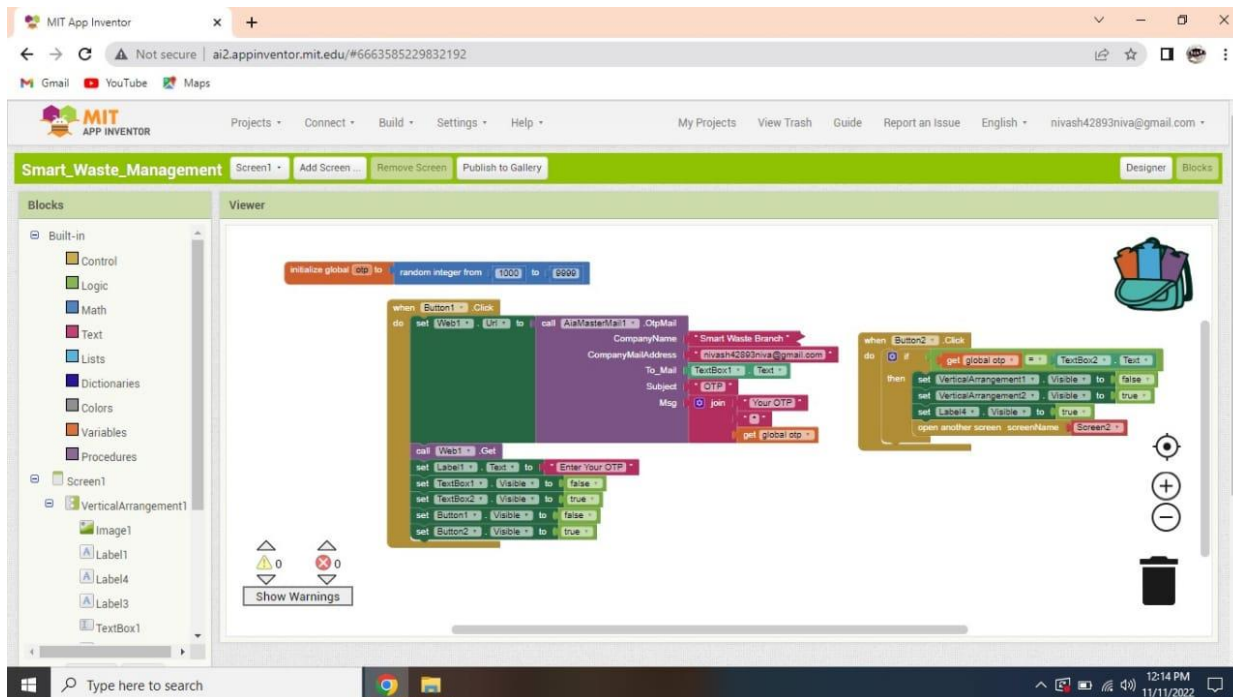 MIT App Inventor
Not secure | ai2.appinventor.mit.edu/#6663585229832192
Gmail YouTube Maps
MIT
APP INVENTOR
Projects Connect Build Settings Help My Projects View Trash Guide Report an Issue English nivash42893niva@gmail.com
Smart_Waste_Management Screen1 Add Screen ... Remove Screen Publish to Gallery Designer Blocks
Blocks
Viewer
Built-in
Control
Logic
Math
Text
Lists
Dictionaries
Colors
Variables
Procedures
Screen1
VerticalArrangement1
Image1
Label1
Label4
Label3
TextBox1
initialize global otp to random integer from 1000 to 9999
when Button1 .Click
do set Web1 . Url to call AiaMasterMail1 .OtpMail
CompanyName " Smart Waste Branch "
CompanyMailAddress " nivash42893niva@gmail.com "
To_Mail TextBox1 . Text
Subject " OTP "
Msg join " Your OTP "
get global otp
call Web1 .Get
set Label1 . Text to " Enter Your OTP "
set TextBox1 . Visible to false
set TextBox2 . Visible to true
set Button1 . Visible to false
set Button2 . Visible to true
when Button2 .Click
do if get global otp = TextBox2 . Text
then set VerticalArrangement1 . Visible to false
set VerticalArrangement2 . Visible to true
set Label4 . Visible to true
open another screen screenName Screen2
0 0
Show Warnings
Type here to search
12:14 PM
11/11/2022